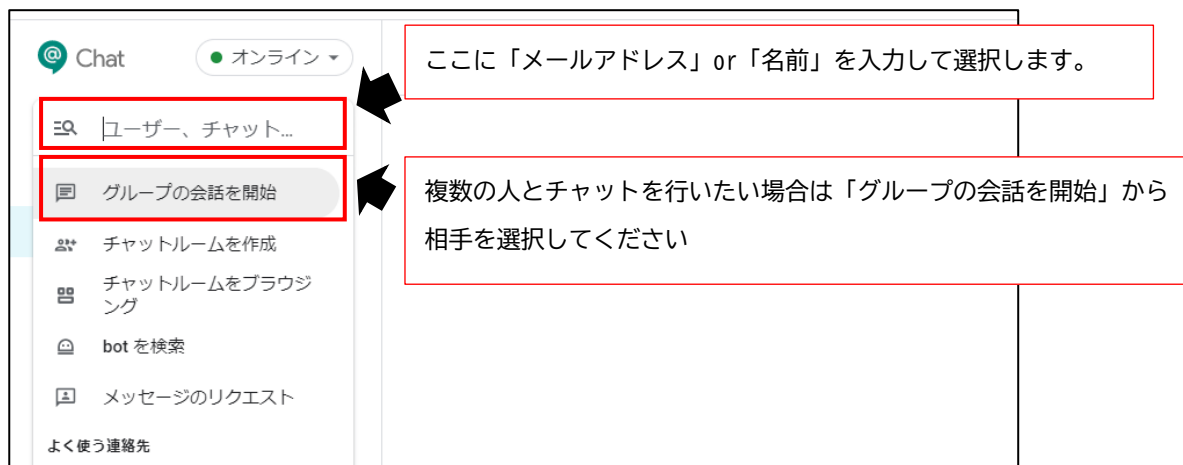 Chat
オンライン
ここに「メールアドレス」or「名前」を入力して選択します。
ユーザー、チャット...
グループの会話を開始
複数の人とチャットを行いたい場合は「グループの会話を開始」から
相手を選択してください
チャットルームを作成
チャットルームをブラウジ
ング
bot を検索
メッセージのリクエスト
よく使う連絡先